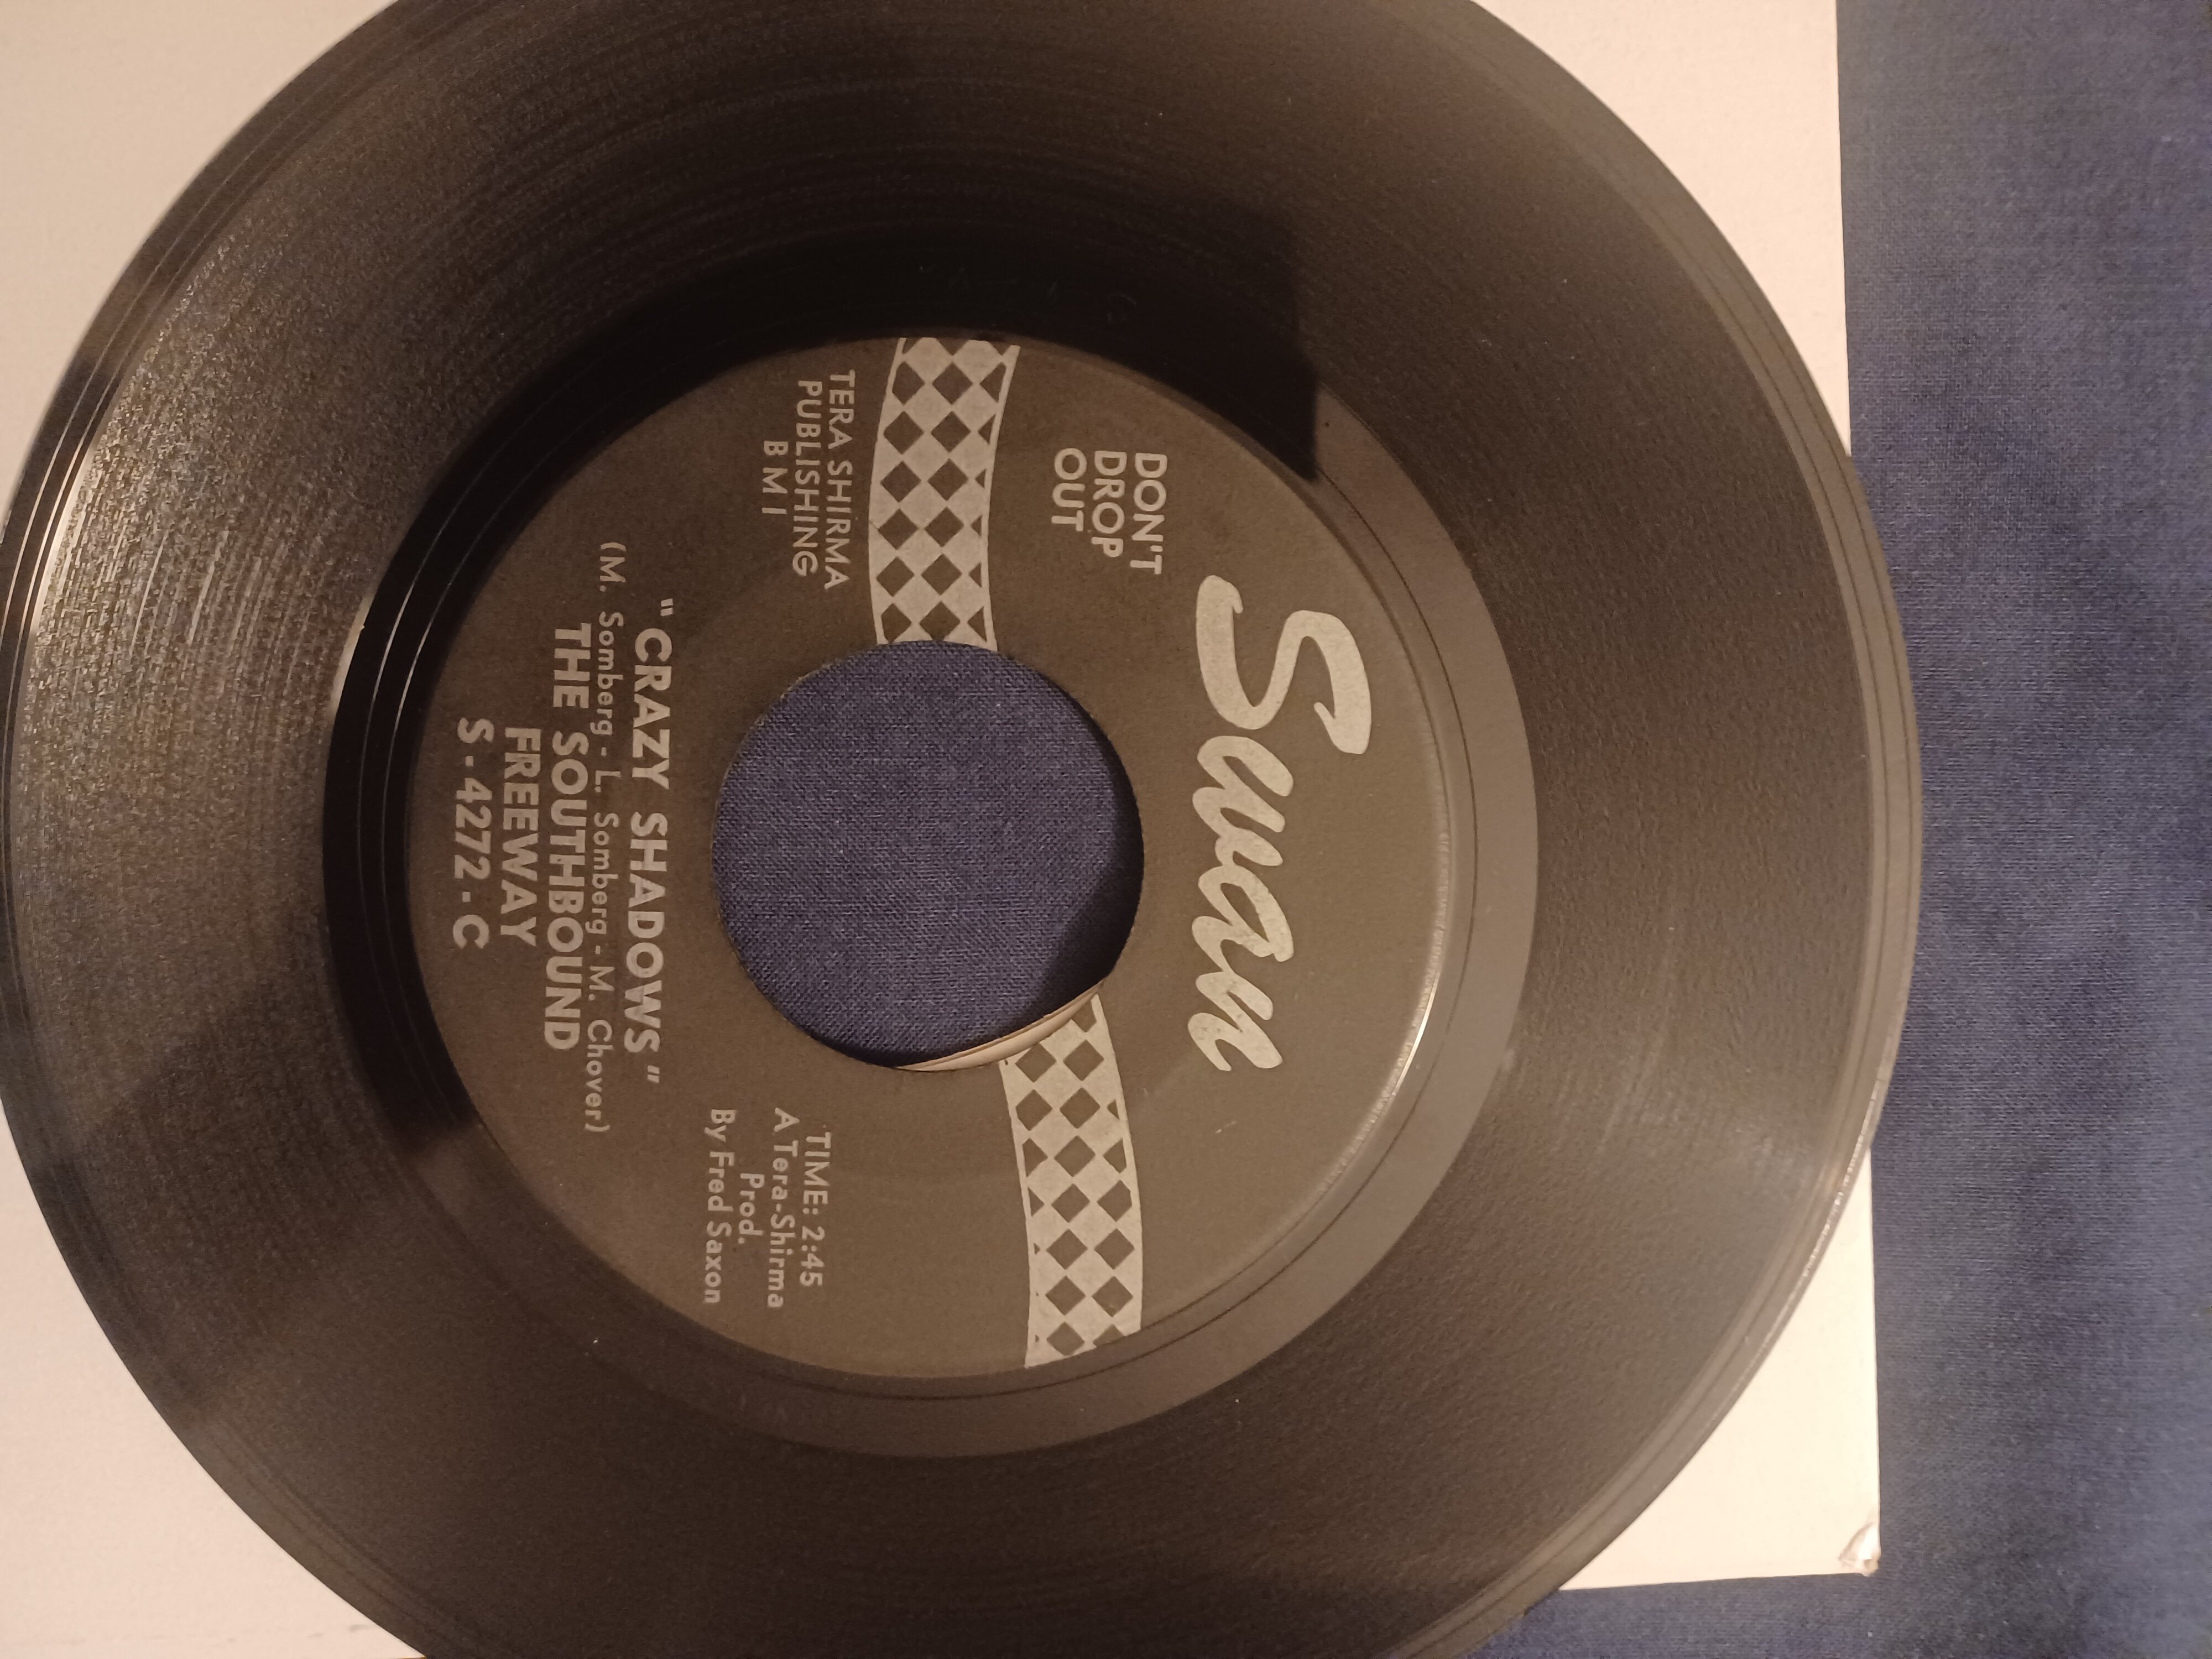 Swan
DON'T
DROP
OUT
TERA SHIRMA
PUBLISHING
B M I
TIME: 2:45
A Tera-Shirma
Prod.
By Fred Saxon
"CRAZY SHADOWS"
(M. Somberg - L. Somberg - M. Chover)
THE SOUTHBOUND
FREEWAY
S-4272-C